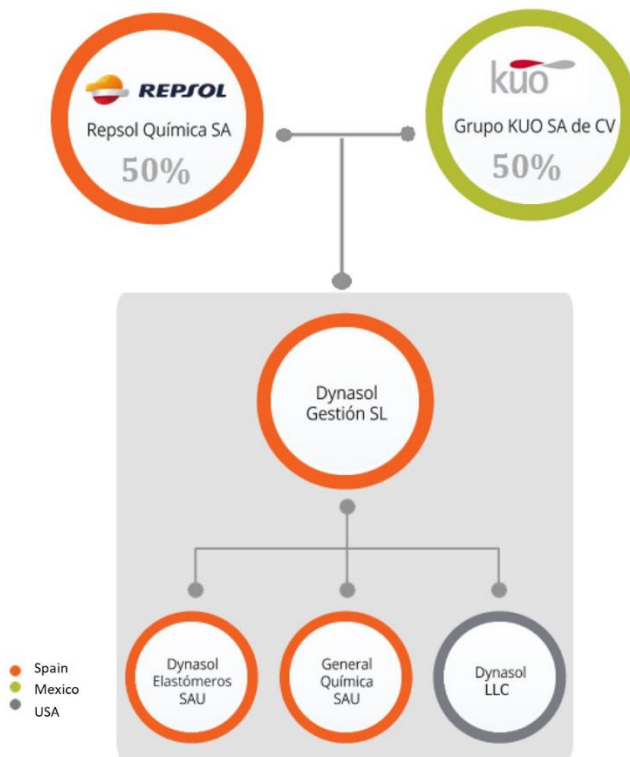 REPSOL
Repsol Química SA
50%
kuo
Grupo KUO SA de CV
50%
Dynasol
Gestión SL
Dynasol
Elastómeros
SAU
General
Química
SAU
Dynasol
LLC
Spain
Mexico
USA